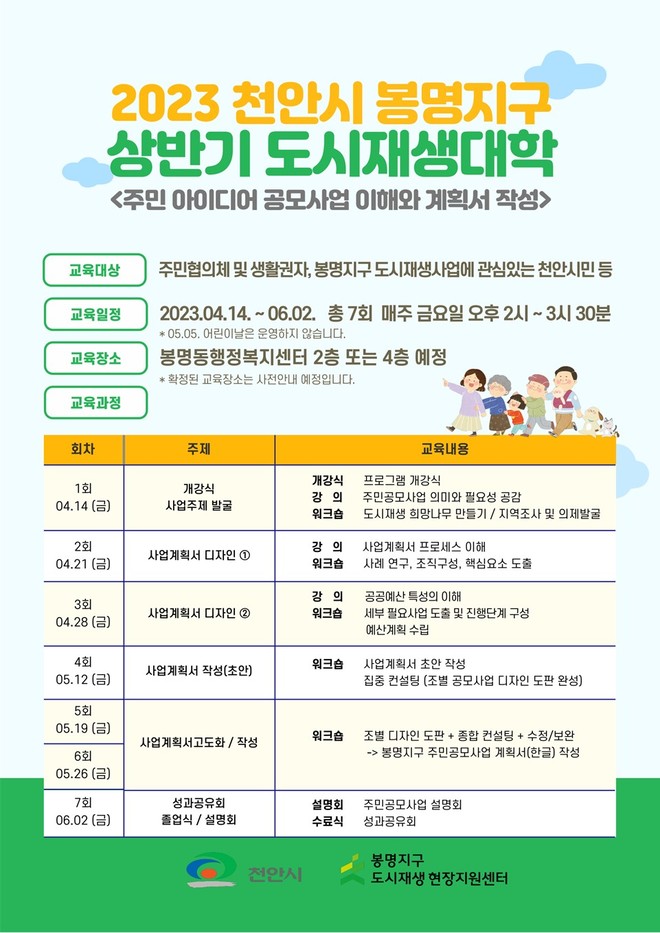 2023 천안시 봉명지구
상반기 도시재생대학
<주민 아이디어 공모사업 이해와 계획서 작성>
교육대상 주민협의체 및 생활권자, 봉명지구 도시재생사업에 관심있는 천안시민 등
교육일정 2023.04.14. ~ 06.02. 총 7회 매주 금요일 오후 2시 ~ 3시 30분
* 05.05. 어린이날은 운영하지 않습니다.
교육장소 봉명동행정복지센터 2층 또는 4층 예정
* 확정된 교육장소는 사전안내 예정입니다.
교육과정
회차 주제 교육내용
1회
04.14 (금)
개강식
사업주제 발굴
개강식 프로그램 개강식
강 의 주민공모사업 의미와 필요성 공감
워크숍 도시재생 희망나무 만들기 / 지역조사 및 의제발굴
2회
04.21 (금)
사업계획서 디자인 ①
강 의 사업계획서 프로세스 이해
워크숍 사례 연구, 조직구성, 핵심요소 도출
3회
04.28 (금)
사업계획서 디자인 ②
강 의 공공예산 특성의 이해
워크숍 세부 필요사업 도출 및 진행단계 구성
예산계획 수립
4회
05.12 (금)
사업계획서 작성(초안)
워크숍 사업계획서 초안 작성
집중 컨설팅 (조별 공모사업 디자인 도판 완성)
5회
05.19 (금)
6회
05.26 (금)
사업계획서고도화 / 작성
워크숍 조별 디자인 도판 + 종합 컨설팅 + 수정/보완
-> 봉명지구 주민공모사업 계획서(한글) 작성
7회
06.02 (금)
성과공유회
졸업식 / 설명회
설명회 주민공모사업 설명회
수료식 성과공유회
천안시
봉명지구
도시재생 현장지원센터